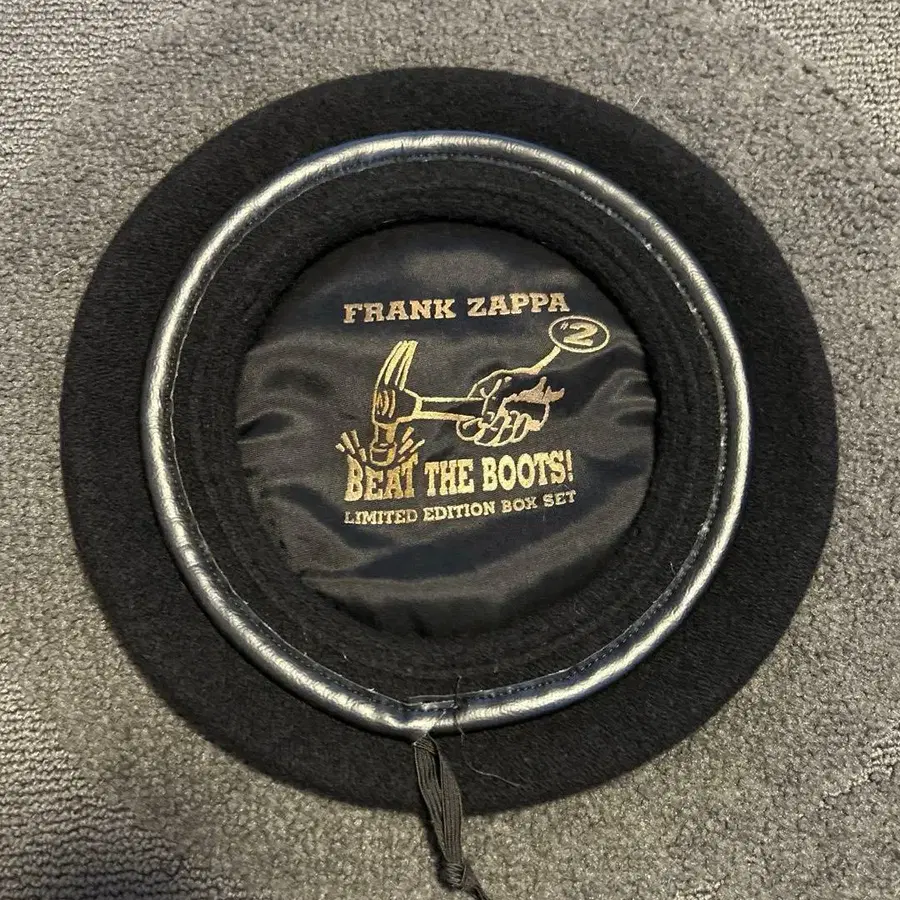 FRANK ZAPPA
#2
BEAT THE BOOTS!
LIMITED EDITION BOX SET